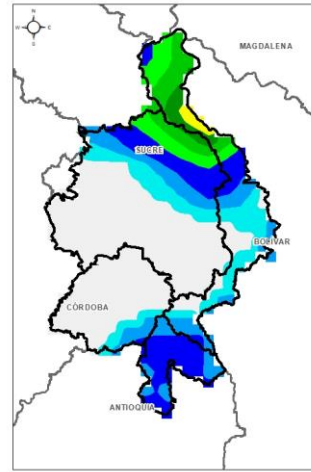 N
W
E
S
MAGDALENA
SUCRE
BOLIVAR
CÓRDOBA
ANTIOQUIA